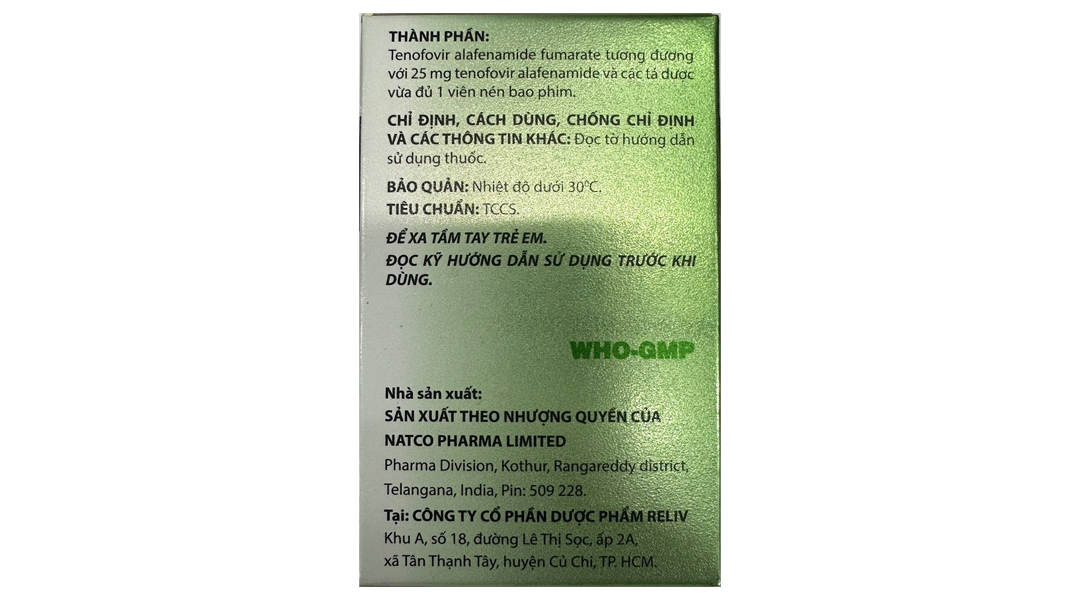 THÀNH PHẦN:
Tenofovir alafenamide fumarate tương đương
với 25 mg tenofovir alafenamide và các tá dược
vừa đủ 1 viên nén bao phim.
CHỈ ĐỊNH, CÁCH DÙNG, CHỐNG CHỈ ĐỊNH
VÀ CÁC THÔNG TIN KHÁC: Đọc tờ hướng dẫn
sử dụng thuốc.
BẢO QUẢN: Nhiệt độ dưới 30°C.
TIÊU CHUẨN: TCCS.
ĐỂ XA TẦM TAY TRẺ EM.
ĐỌC KỸ HƯỚNG DẪN SỬ DỤNG TRƯỚC KHI
DÙNG.
WHO-GMP
Nhà sản xuất:
SẢN XUẤT THEO NHƯỢNG QUYỀN CỦA
NATCO PHARMA LIMITED
Pharma Division, Kothur, Rangareddy district,
Telangana, India, Pin: 509 228.
Tại: CÔNG TY CỔ PHẦN DƯỢC PHẨM RELIV
Khu A, số 18, đường Lê Thị Sọc, ấp 2A,
xã Tân Thạnh Tây, huyện Củ Chi, TP. HCM.